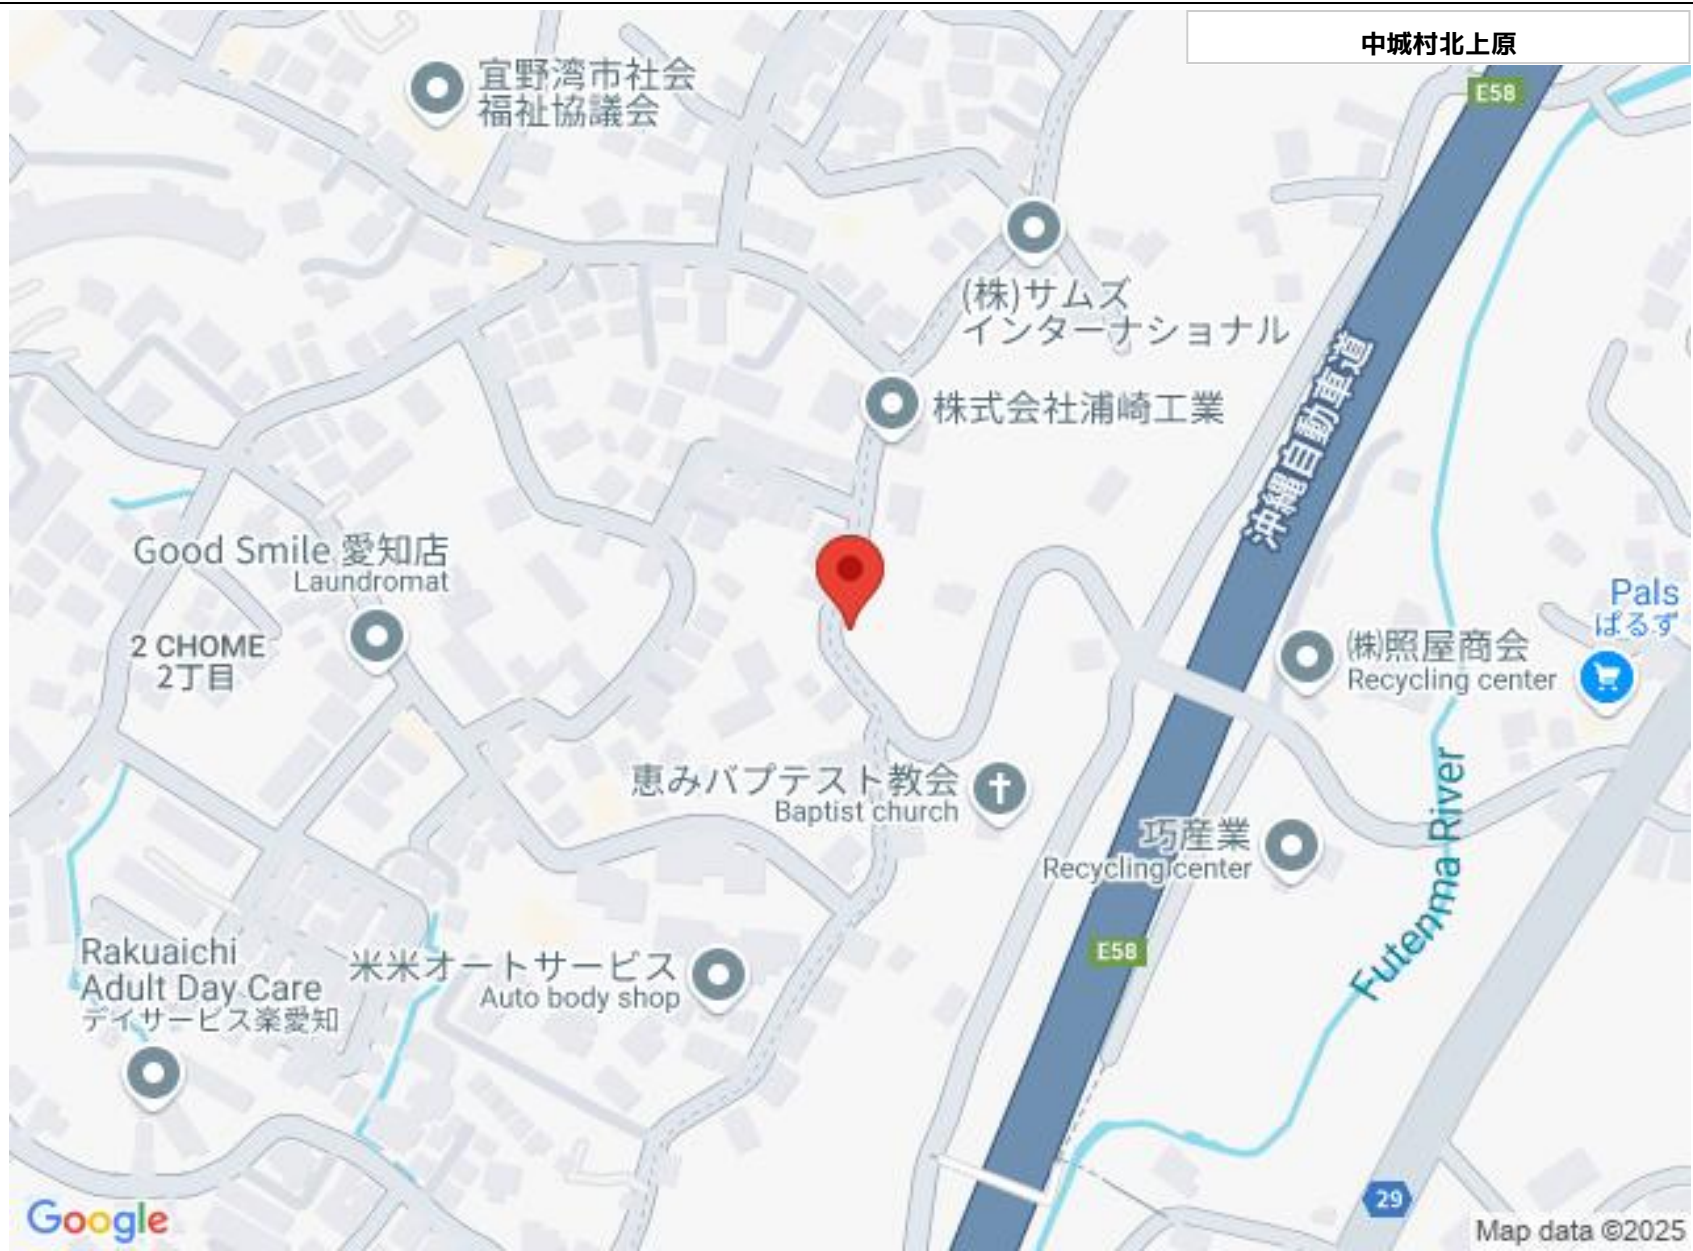 中城村北上原
E58
宜野湾市社会
福祉協議会
(株)サムズ
インターナショナル
株式会社浦崎工業
沖縄自動車道
Good Smile 愛知店
Laundromat
2 CHOME
2丁目
Pals
ぱるず
㈱照屋商会
Recycling center
恵みバプテスト教会
Baptist church
巧産業
Recycling center
Futenma River
E58
Rakuaichi
Adult Day Care
デイサービス楽愛知
米米オートサービス
Auto body shop
29
Google
Map data ©2025